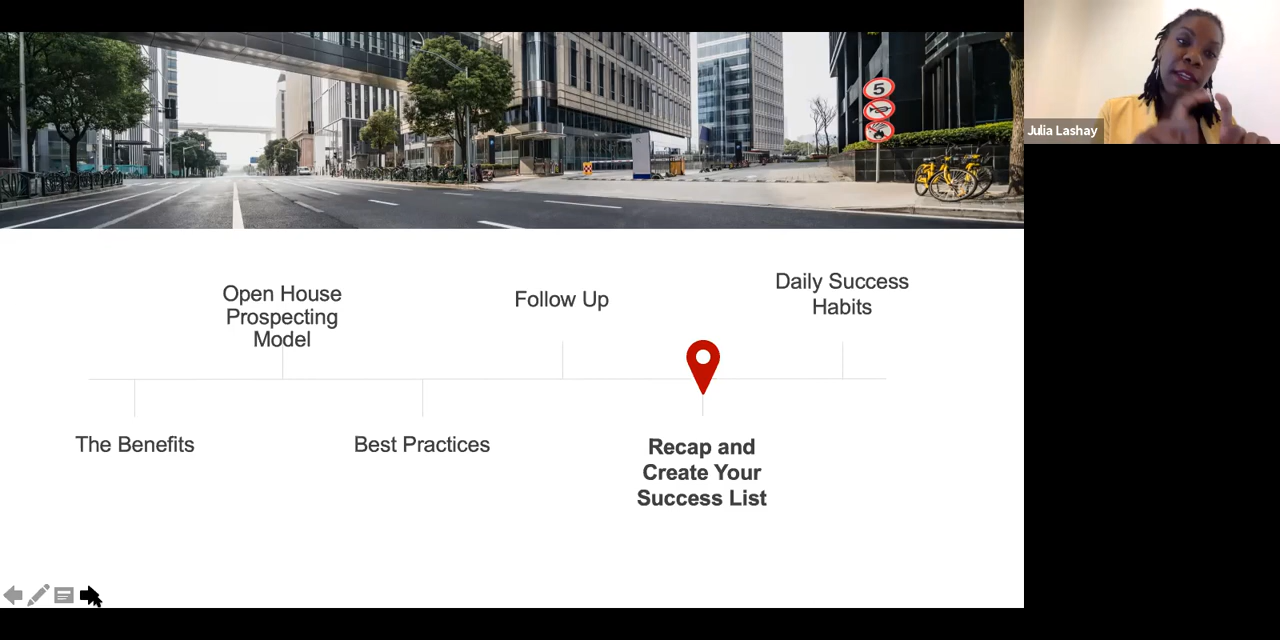 5
Julia Lashay
Open House
Prospecting
Model
Follow Up
Daily Success
Habits
The Benefits
Best Practices
Recap and
Create Your
Success List